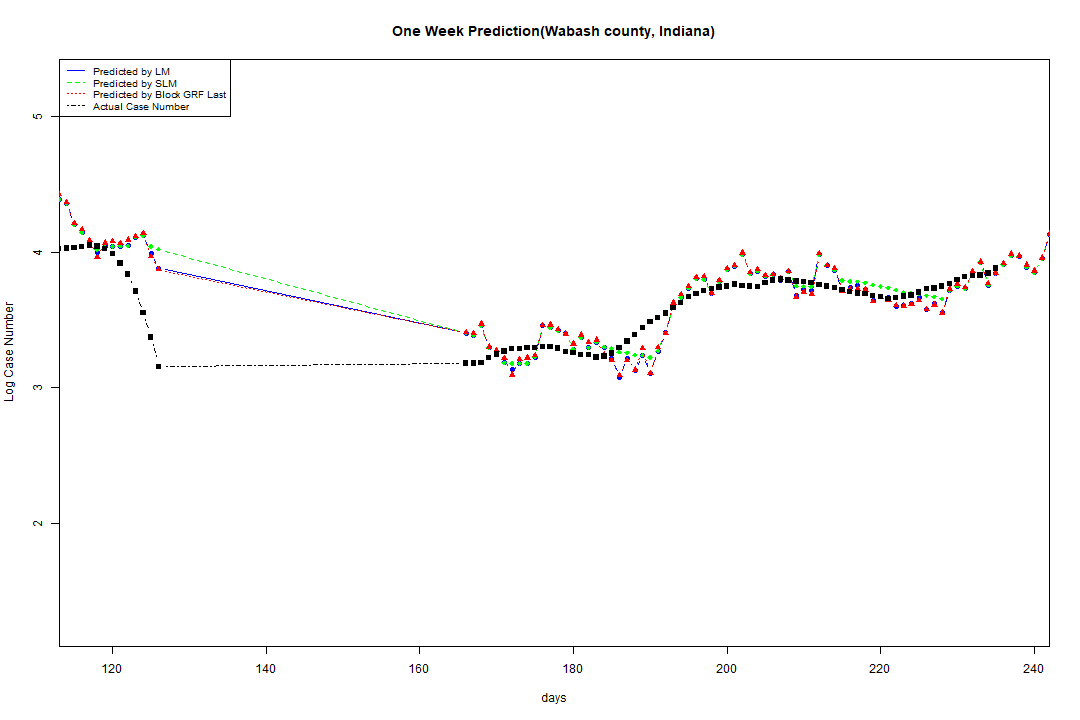 One Week Prediction(Wabash county, Indiana)
Predicted by LM
Predicted by SLM
Predicted by Block GRF Last
Actual Case Number
5
4
3
2
Log Case Number
120 140 160 180 200 220 240
days